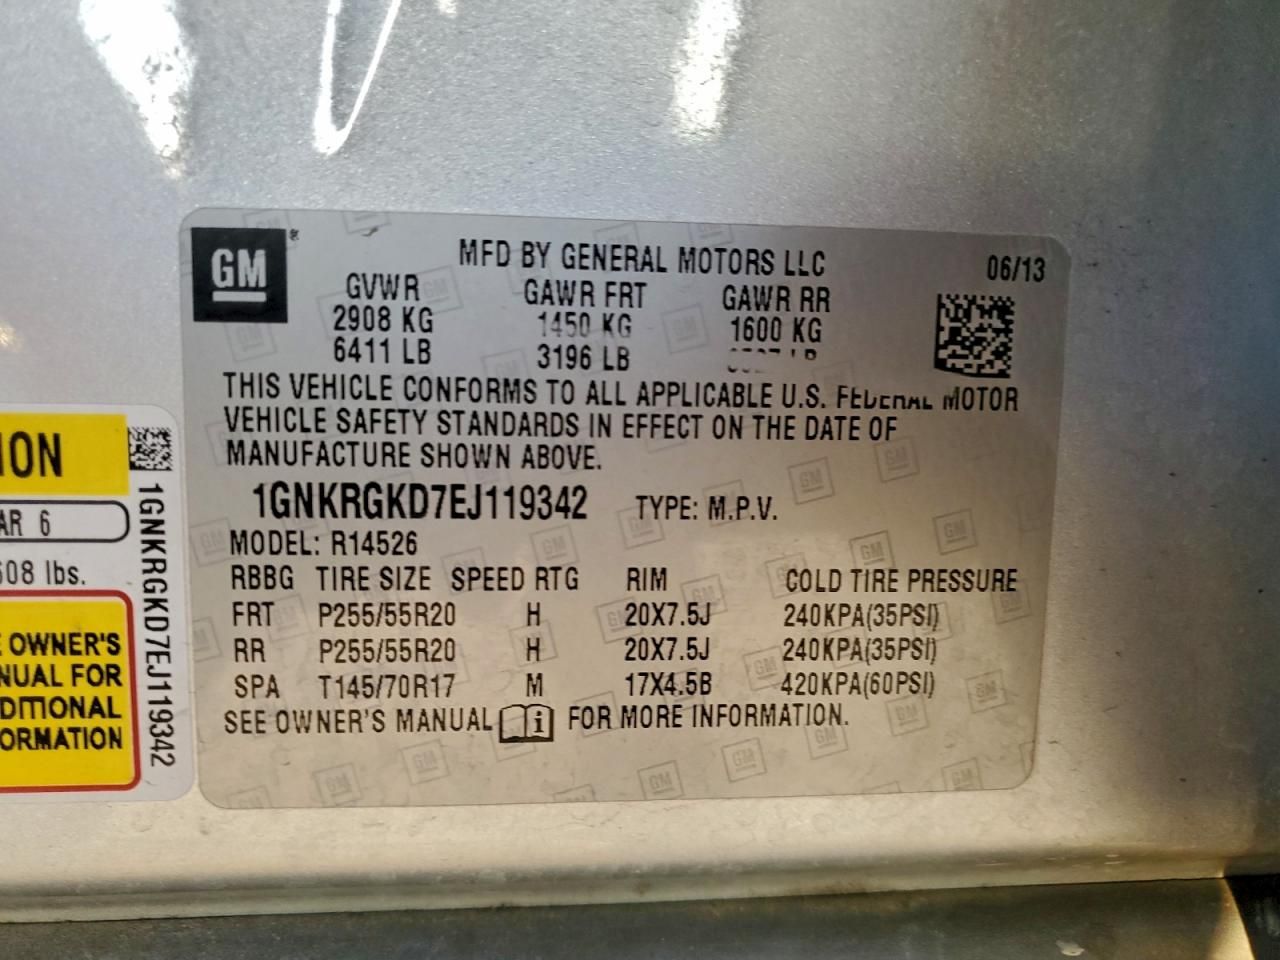 GM
MFD BY GENERAL MOTORS LLC 06/13
GVWR GAWR FRT GAWR RR
2908 KG 1450 KG 1600 KG
6411 LB 3196 LB
THIS VEHICLE CONFORMS TO ALL APPLICABLE U.S. FEDERAL MOTOR
VEHICLE SAFETY STANDARDS IN EFFECT ON THE DATE OF
MANUFACTURE SHOWN ABOVE.
1GNKRGKD7EJ119342 TYPE: M.P.V.
MODEL: R14526
RBBG TIRE SIZE SPEED RTG RIM COLD TIRE PRESSURE
FRT P255/55R20 H 20X7.5J 240KPA(35PSI)
RR P255/55R20 H 20X7.5J 240KPA(35PSI)
SPA T145/70R17 M 17X4.5B 420KPA(60PSI)
SEE OWNER'S MANUAL i FOR MORE INFORMATION.
ION
AR 6
608 lbs.
E OWNER'S
NUAL FOR
DITIONAL
ORMATION
1GNKRGKD7EJ119342